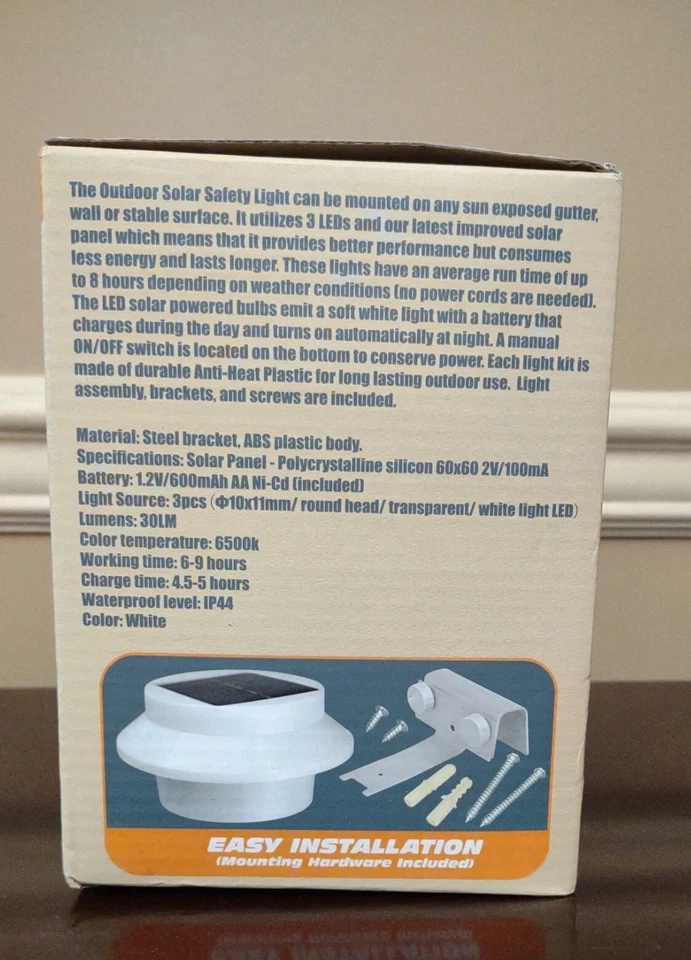 The Outdoor Solar Safety Light can be mounted on any sun exposed gutter,
wall or stable surface. It utilizes 3 LEDs and our latest improved solar
panel which means that it provides better performance but consumes
less energy and lasts longer. These lights have an average run time of up
to 8 hours depending on weather conditions (no power cords are needed).
The LED solar powered bulbs emit a soft white light with a battery that
charges during the day and turns on automatically at night. A manual
ON/OFF switch is located on the bottom to conserve power. Each light kit is
made of durable Anti-Heat Plastic for long lasting outdoor use. Light
assembly, brackets, and screws are included.
Material: Steel bracket, ABS plastic body.
Specifications: Solar Panel - Polycrystalline silicon 60x60 2V/100mA
Battery: 1.2V/600mAh AA Ni-Cd (included)
Light Source: 3pcs (Φ10x11mm/ round head/ transparent/ white light LED)
Lumens: 30LM
Color temperature: 6500k
Working time: 6-9 hours
Charge time: 4.5-5 hours
Waterproof level: IP44
Color: White
EASY INSTALLATION
(Mounting Hardware Included)